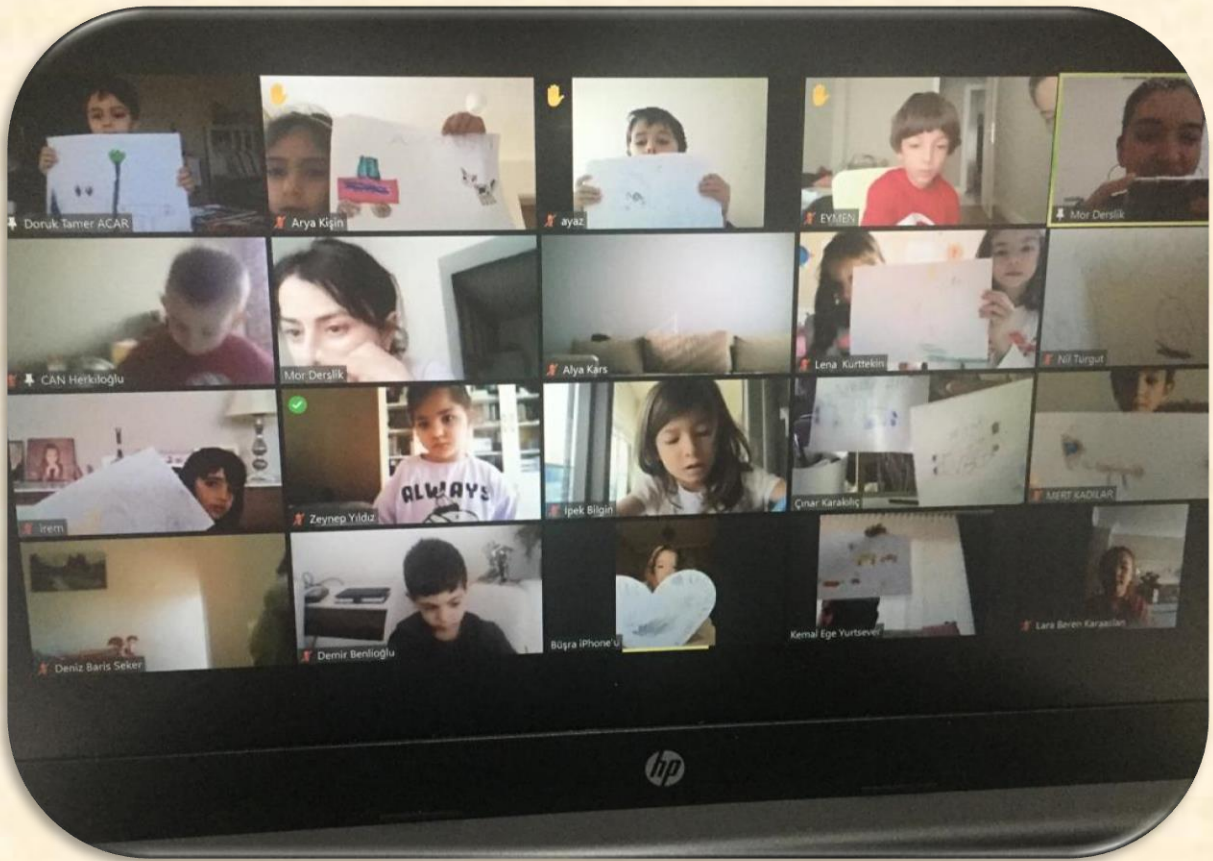 Doruk Tamer ACAR
Arya Kişin
ayaz
EYMEN
Mor Derslik
CAN Herkiloğlu
Mor Derslik
Alya Kars
Lena Kurttekin
Nil Turgut
irem
Zeynep Yıldız
ALWAYS
İpek Bilgin
Çınar Karakılıç
MERT KADILAR
Deniz Baris Seker
Demir Benlioğlu
Büşra iPhone'u
Kemal Ege Yurtsever
Lara Beren Karaaslan
hp